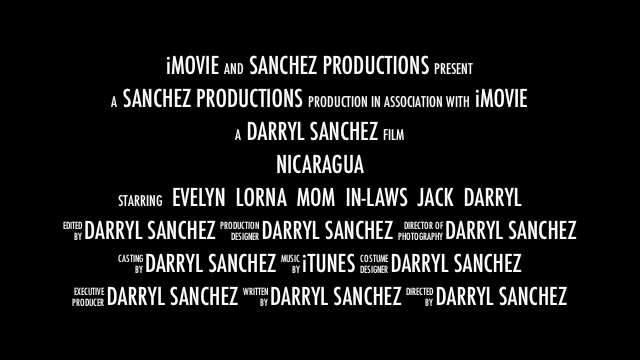 iMOVIE AND SANCHEZ PRODUCTIONS PRESENT
A SANCHEZ PRODUCTIONS PRODUCTION IN ASSOCIATION WITH iMOVIE
A DARRYL SANCHEZ FILM
NICARAGUA
STARRING EVELYN LORNA MOM IN-LAWS JACK DARRYL
EDITED BY DARRYL SANCHEZ PRODUCTION DESIGNER DARRYL SANCHEZ DIRECTOR OF PHOTOGRAPHY DARRYL SANCHEZ
CASTING BY DARRYL SANCHEZ MUSIC BY iTUNES COSTUME DESIGNER DARRYL SANCHEZ
EXECUTIVE PRODUCER DARRYL SANCHEZ WRITTEN BY DARRYL SANCHEZ DIRECTED BY DARRYL SANCHEZ